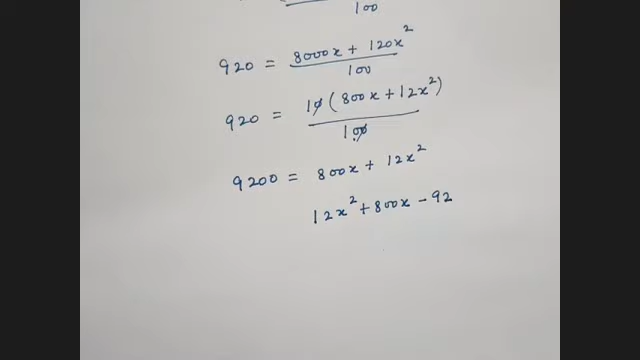 100
920 = 8000x + 120x² / 100
920 = 10(800x + 12x²) / 100
9200 = 800x + 12x²
12x² + 800x - 92